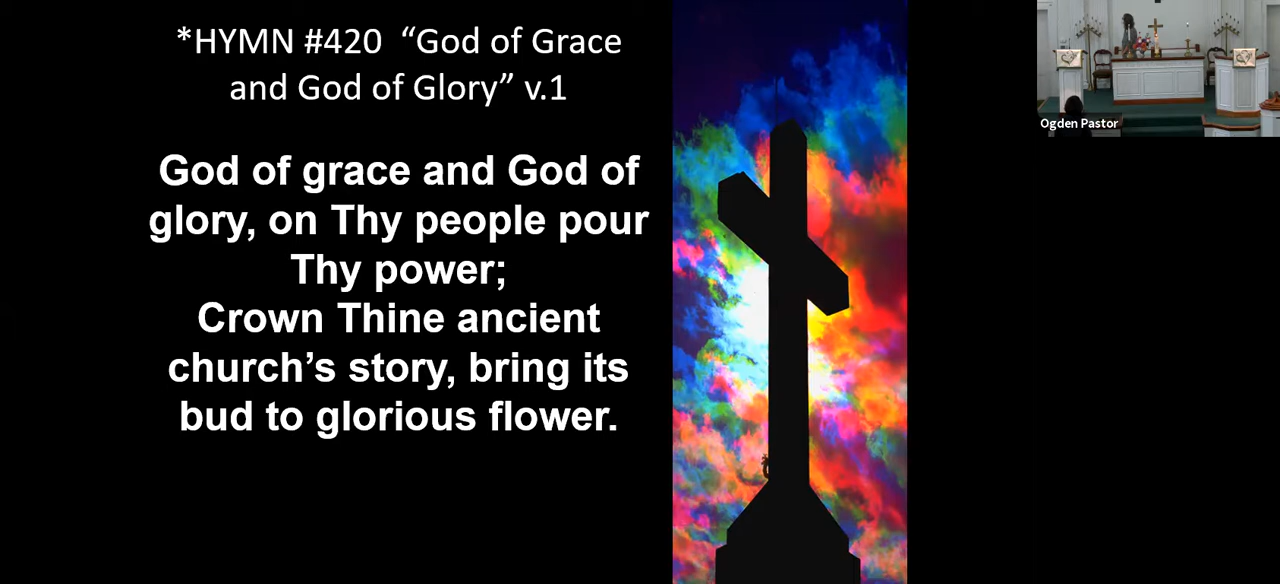 *HYMN #420  “God of Grace
and God of Glory” v.1
God of grace and God of
glory, on Thy people pour
Thy power;
Crown Thine ancient
church’s story, bring its
bud to glorious flower.
Ogden Pastor